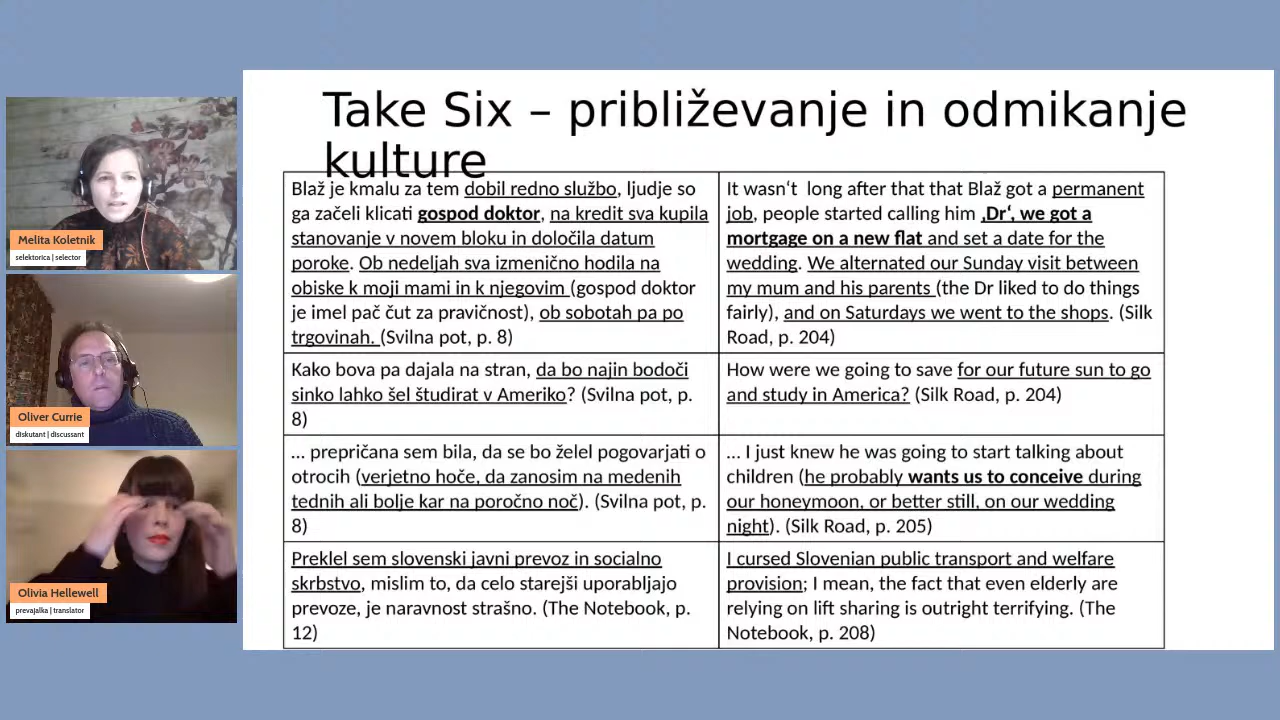 Take Six – približevanje in odmikanje
kulture
Blaž je kmalu za tem dobil redno službo, ljudje so
ga začeli klicati gospod doktor, na kredit sva kupila
stanovanje v novem bloku in določila datum
poroke. Ob nedeljah sva izmenično hodila na
obiske k moji mami in k njegovim (gospod doktor
je imel pač čut za pravičnost), ob sobotah pa po
trgovinah. (Svilna pot, p. 8)
It wasn‘t  long after that that Blaž got a permanent
job, people started calling him ‚Dr‘, we got a
mortgage on a new flat and set a date for the
wedding. We alternated our Sunday visit between
my mum and his parents (the Dr liked to do things
fairly), and on Saturdays we went to the shops. (Silk
Road, p. 204)
Kako bova pa dajala na stran, da bo najin bodoči
sinko lahko šel študirat v Ameriko? (Svilna pot, p.
8)
How were we going to save for our future sun to go
and study in America? (Silk Road, p. 204)
... prepričana sem bila, da se bo želel pogovarjati o
otrocih (verjetno hoče, da zanosim na medenih
tednih ali bolje kar na poročno noč). (Svilna pot, p.
8)
... I just knew he was going to start talking about
children (he probably wants us to conceive during
our honeymoon, or better still, on our wedding
night). (Silk Road, p. 205)
Preklel sem slovenski javni prevoz in socialno
skrbstvo, mislim to, da celo starejši uporabljajo
prevoze, je naravnost strašno. (The Notebook, p.
12)
I cursed Slovenian public transport and welfare
provision; I mean, the fact that even elderly are
relying on lift sharing is outright terrifying. (The
Notebook, p. 208)
Melita Koletnik
selektorica | selector
Oliver Currie
diskutant | discussant
Olivia Hellewell
prevajalka | translator